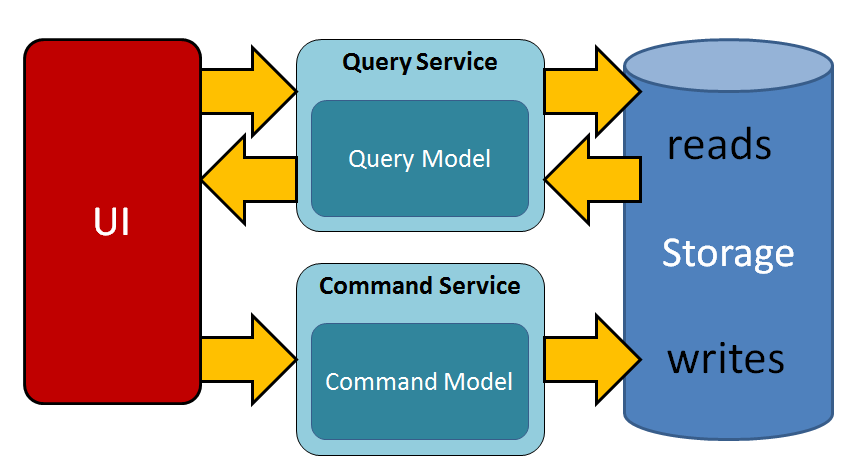 UI
Query Service
Query Model
Command Service
Command Model
reads
Storage
writes